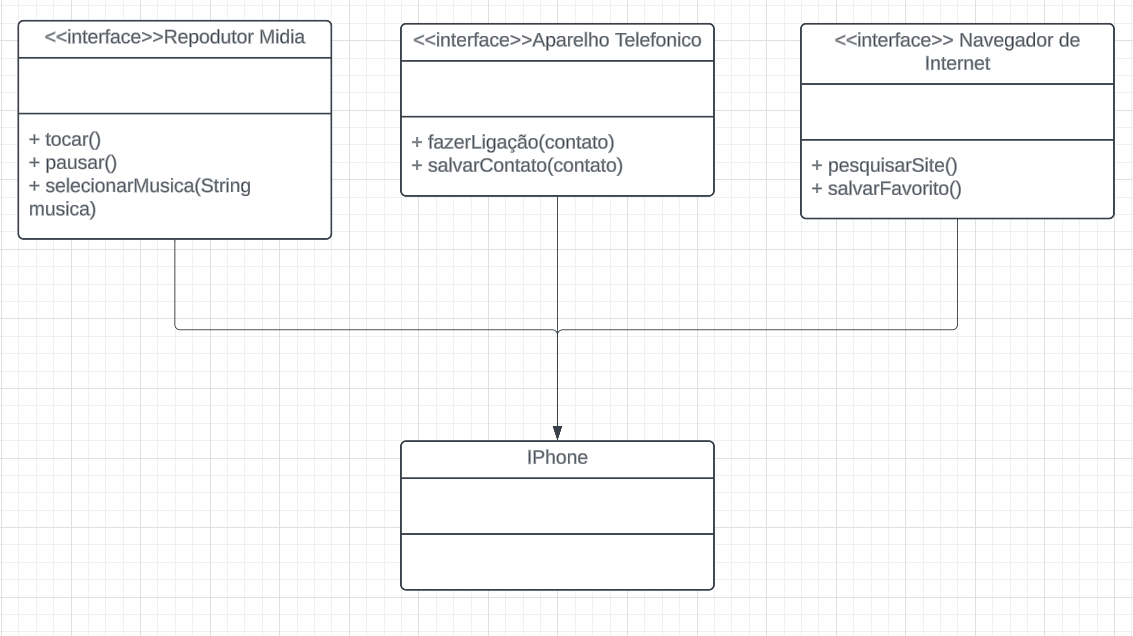 <<interface>>Repodutor Midia
+ tocar()
+ pausar()
+ selecionarMusica(String
musica)
<<interface>>Aparelho Telefonico
+ fazerLigação(contato)
+ salvarContato(contato)
<<interface>> Navegador de
Internet
+ pesquisarSite()
+ salvarFavorito()
IPhone